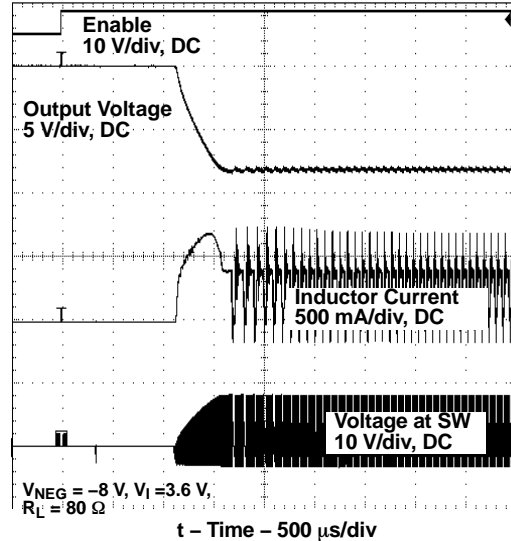 Enable
10 V/div, DC
T
Output Voltage
5 V/div, DC
Inductor Current
500 mA/div, DC
T
Voltage at SW
10 V/div, DC
V_NEG = –8 V, V_I =3.6 V,
R_L = 80 Ω
t – Time – 500 μs/div